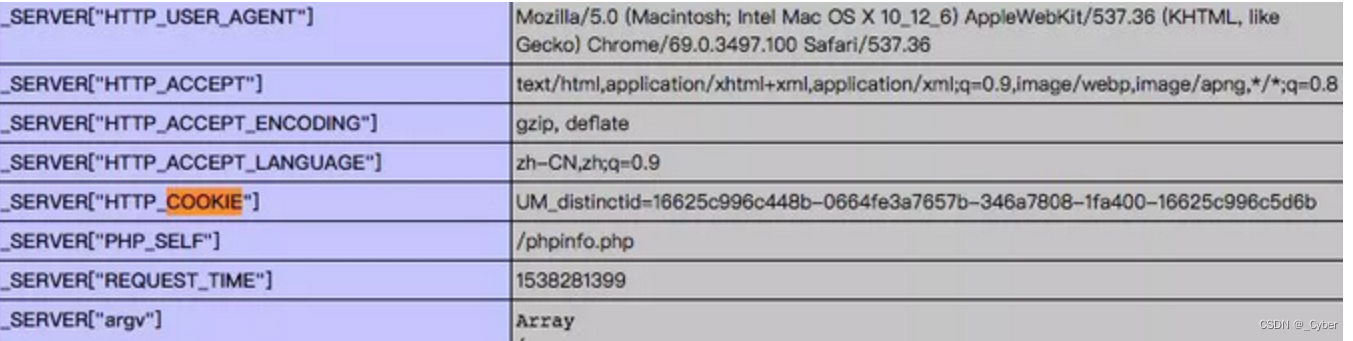 _SERVER["HTTP_USER_AGENT"] Mozilla/5.0 (Macintosh; Intel Mac OS X 10_12_6) AppleWebKit/537.36 (KHTML, like
Gecko) Chrome/69.0.3497.100 Safari/537.36
_SERVER["HTTP_ACCEPT"] text/html,application/xhtml+xml,application/xml;q=0.9,image/webp,image/apng,*/*;q=0.8
_SERVER["HTTP_ACCEPT_ENCODING"] gzip, deflate
_SERVER["HTTP_ACCEPT_LANGUAGE"] zh-CN,zh;q=0.9
_SERVER["HTTP_COOKIE"] UM_distinctid=16625c996c448b-0664fe3a7657b-346a7808-1fa400-16625c996c5d6b
_SERVER["PHP_SELF"] /phpinfo.php
_SERVER["REQUEST_TIME"] 1538281399
_SERVER["argv"] Array
CSDN @_Cyber